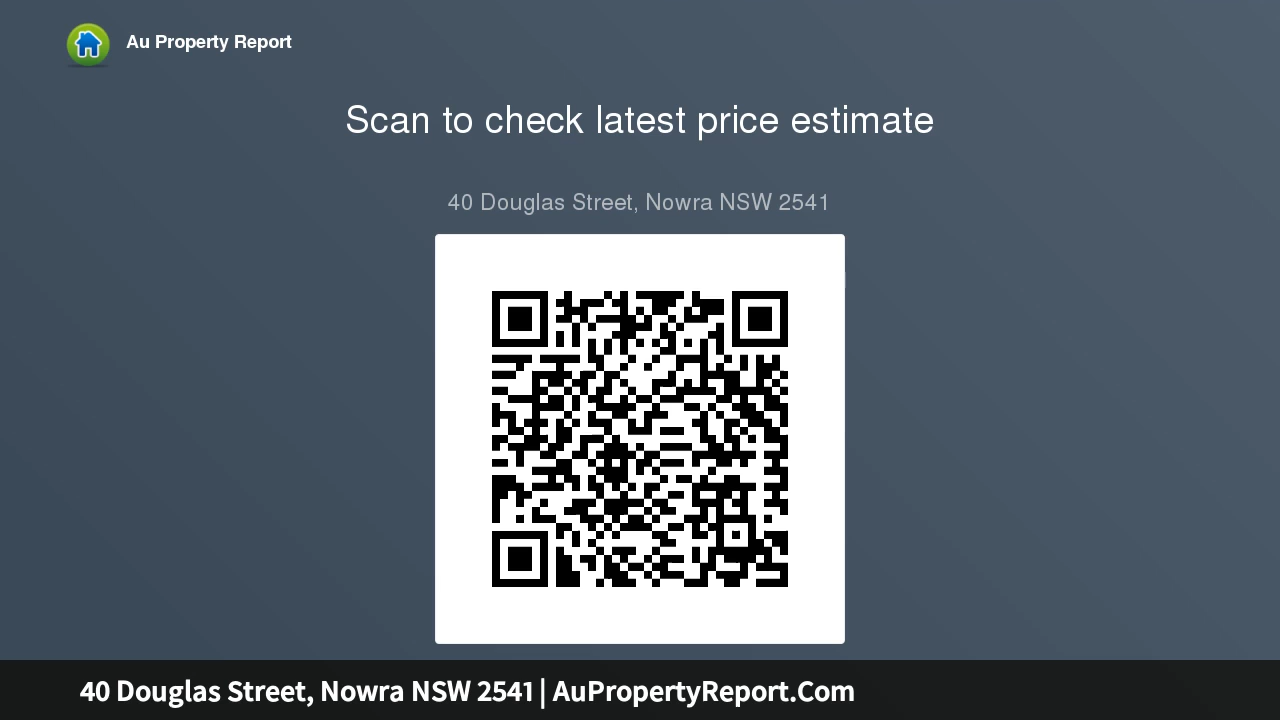 Au Property Report
Scan to check latest price estimate
40 Douglas Street, Nowra NSW 2541
40 Douglas Street, Nowra NSW 2541 | AuPropertyReport.Com